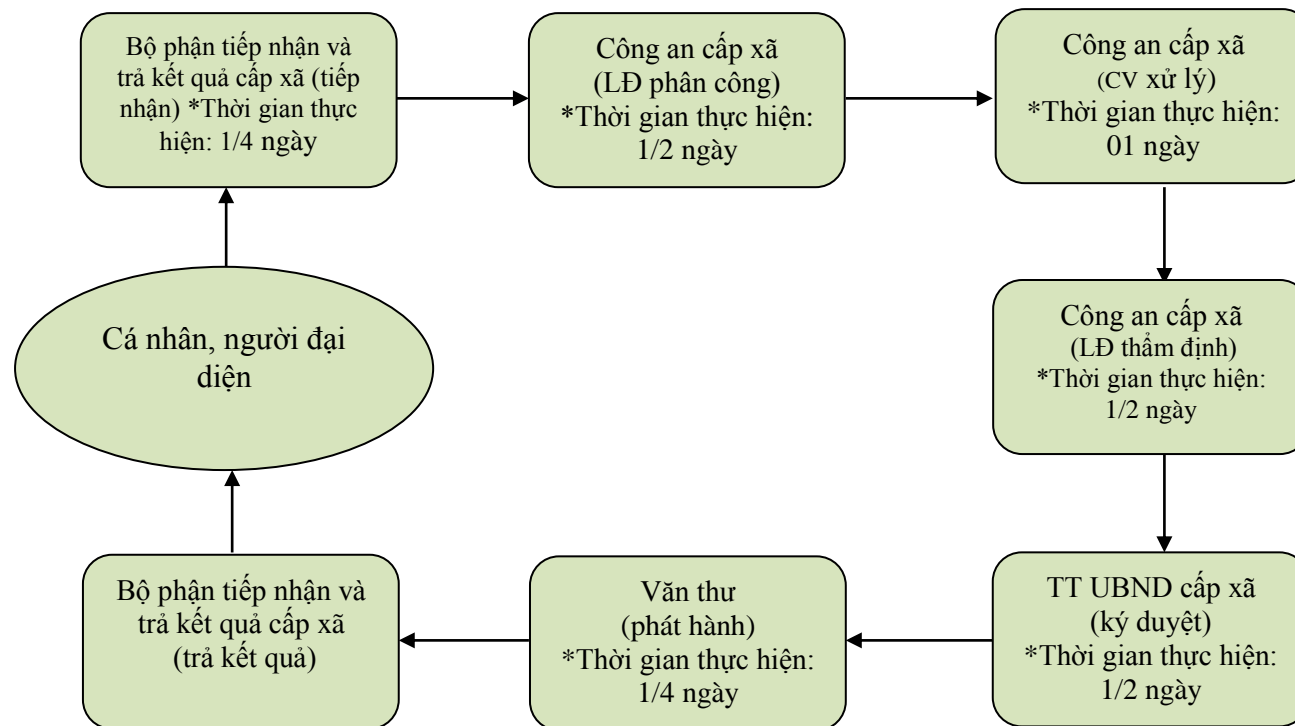 Bộ phận tiếp nhận và
trả kết quả cấp xã (tiếp
nhận) *Thời gian thực
hiện: 1/4 ngày
Công an cấp xã
(LĐ phân công)
*Thời gian thực hiện:
1/2 ngày
Công an cấp xã
(CV xử lý)
*Thời gian thực hiện:
01 ngày
Công an cấp xã
(LĐ thẩm định)
*Thời gian thực hiện:
1/2 ngày
TT UBND cấp xã
(ký duyệt)
*Thời gian thực hiện:
1/2 ngày
Văn thư
(phát hành)
*Thời gian thực hiện:
1/4 ngày
Bộ phận tiếp nhận và
trả kết quả cấp xã
(trả kết quả)
Cá nhân, người đại
diện